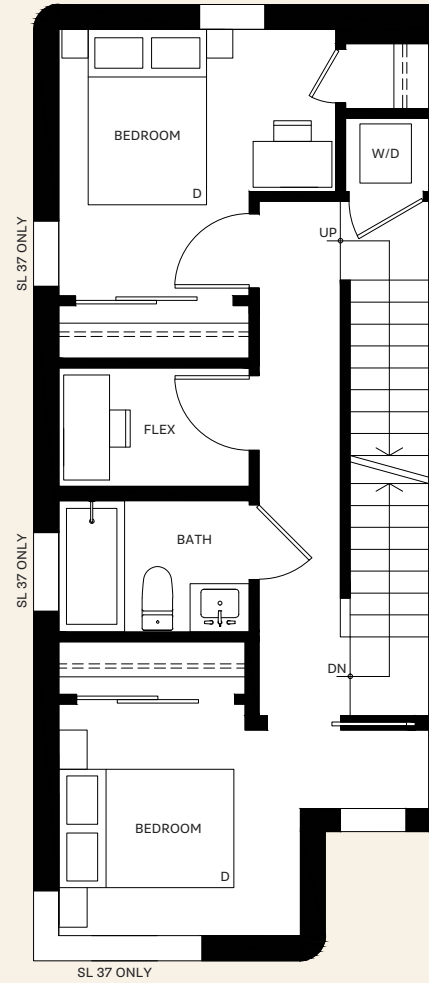 BEDROOM
W/D
D
UP
SL 37 ONLY
FLEX
BATH
SL 37 ONLY
DN
BEDROOM
D
SL 37 ONLY